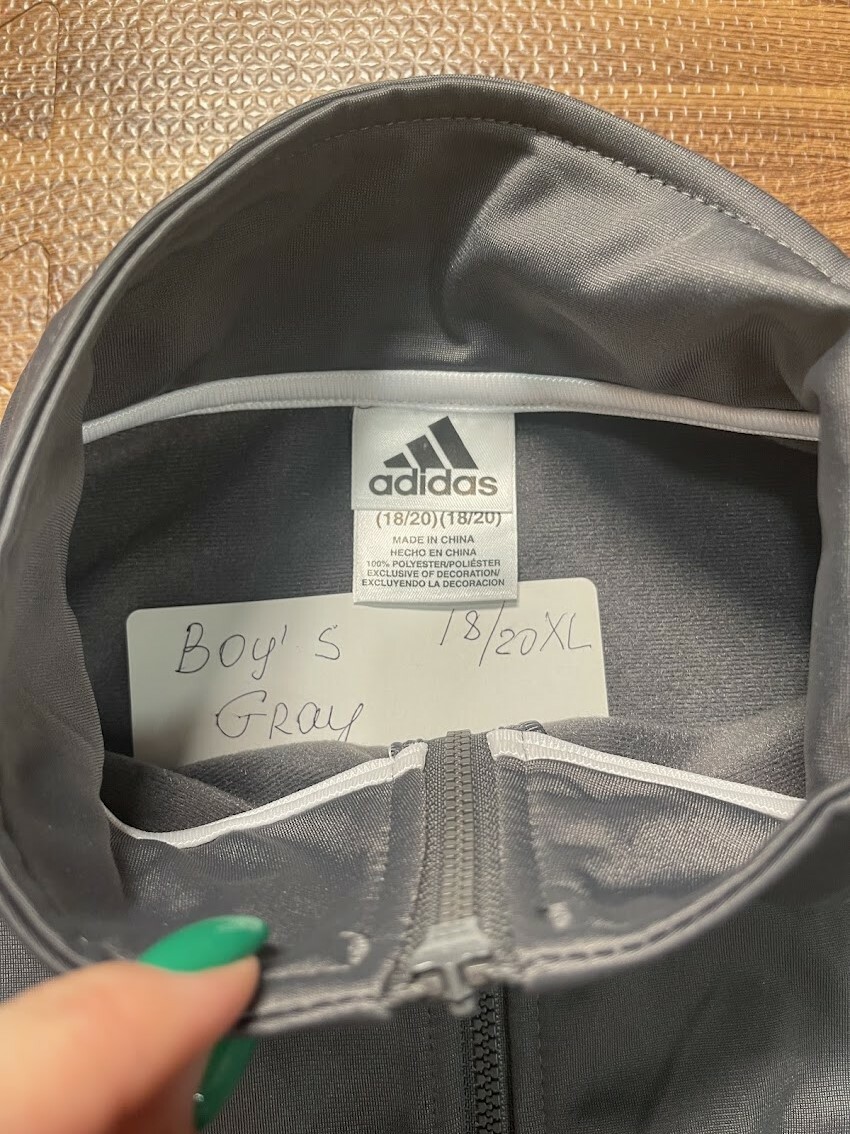 adidas
(18/20)(18/20)
MADE IN CHINA
HECHO EN CHINA
100% POLYESTER/POLIÉSTER
EXCLUSIVE OF DECORATION/
EXCLUYENDO LA DECORACION
Boy's 18/20XL
Gray